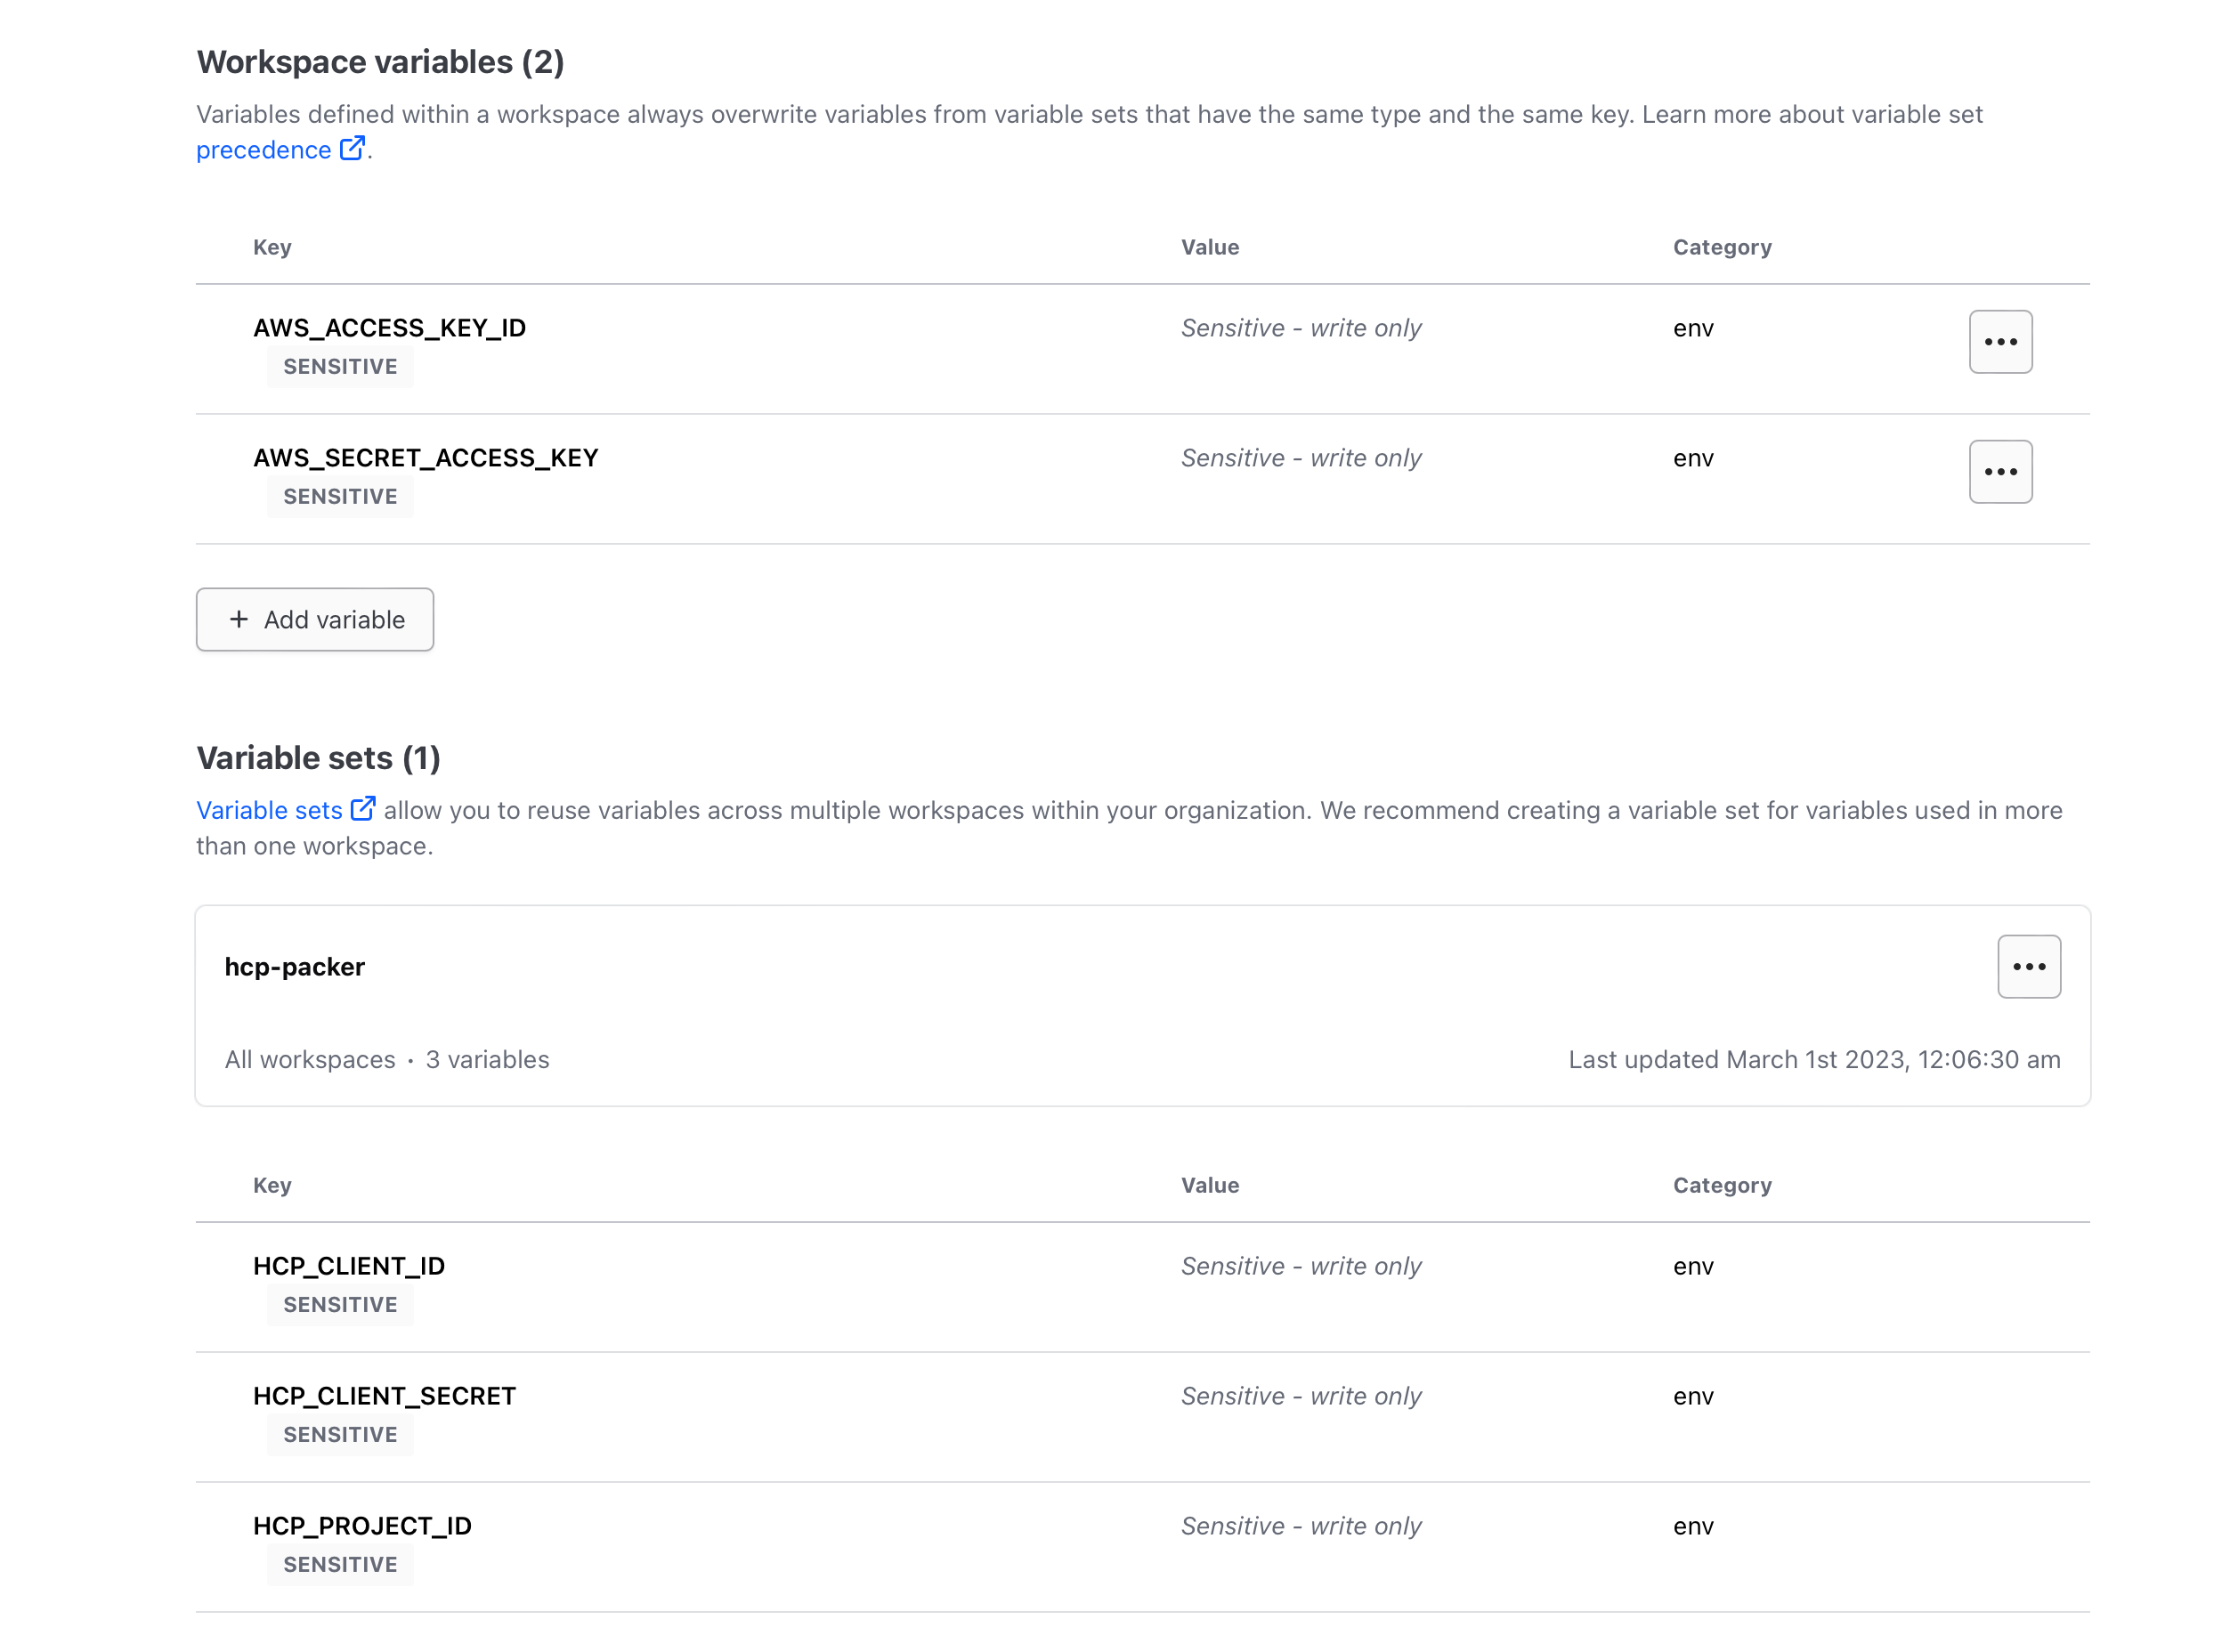 Workspace variables (2)
Variables defined within a workspace always overwrite variables from variable sets that have the same type and the same key. Learn more about variable set
precedence.
Key Value Category
AWS_ACCESS_KEY_ID Sensitive - write only env
SENSITIVE
AWS_SECRET_ACCESS_KEY Sensitive - write only env
SENSITIVE
+ Add variable
Variable sets (1)
Variable sets allow you to reuse variables across multiple workspaces within your organization. We recommend creating a variable set for variables used in more
than one workspace.
hcp-packer
All workspaces · 3 variables Last updated March 1st 2023, 12:06:30 am
Key Value Category
HCP_CLIENT_ID Sensitive - write only env
SENSITIVE
HCP_CLIENT_SECRET Sensitive - write only env
SENSITIVE
HCP_PROJECT_ID Sensitive - write only env
SENSITIVE